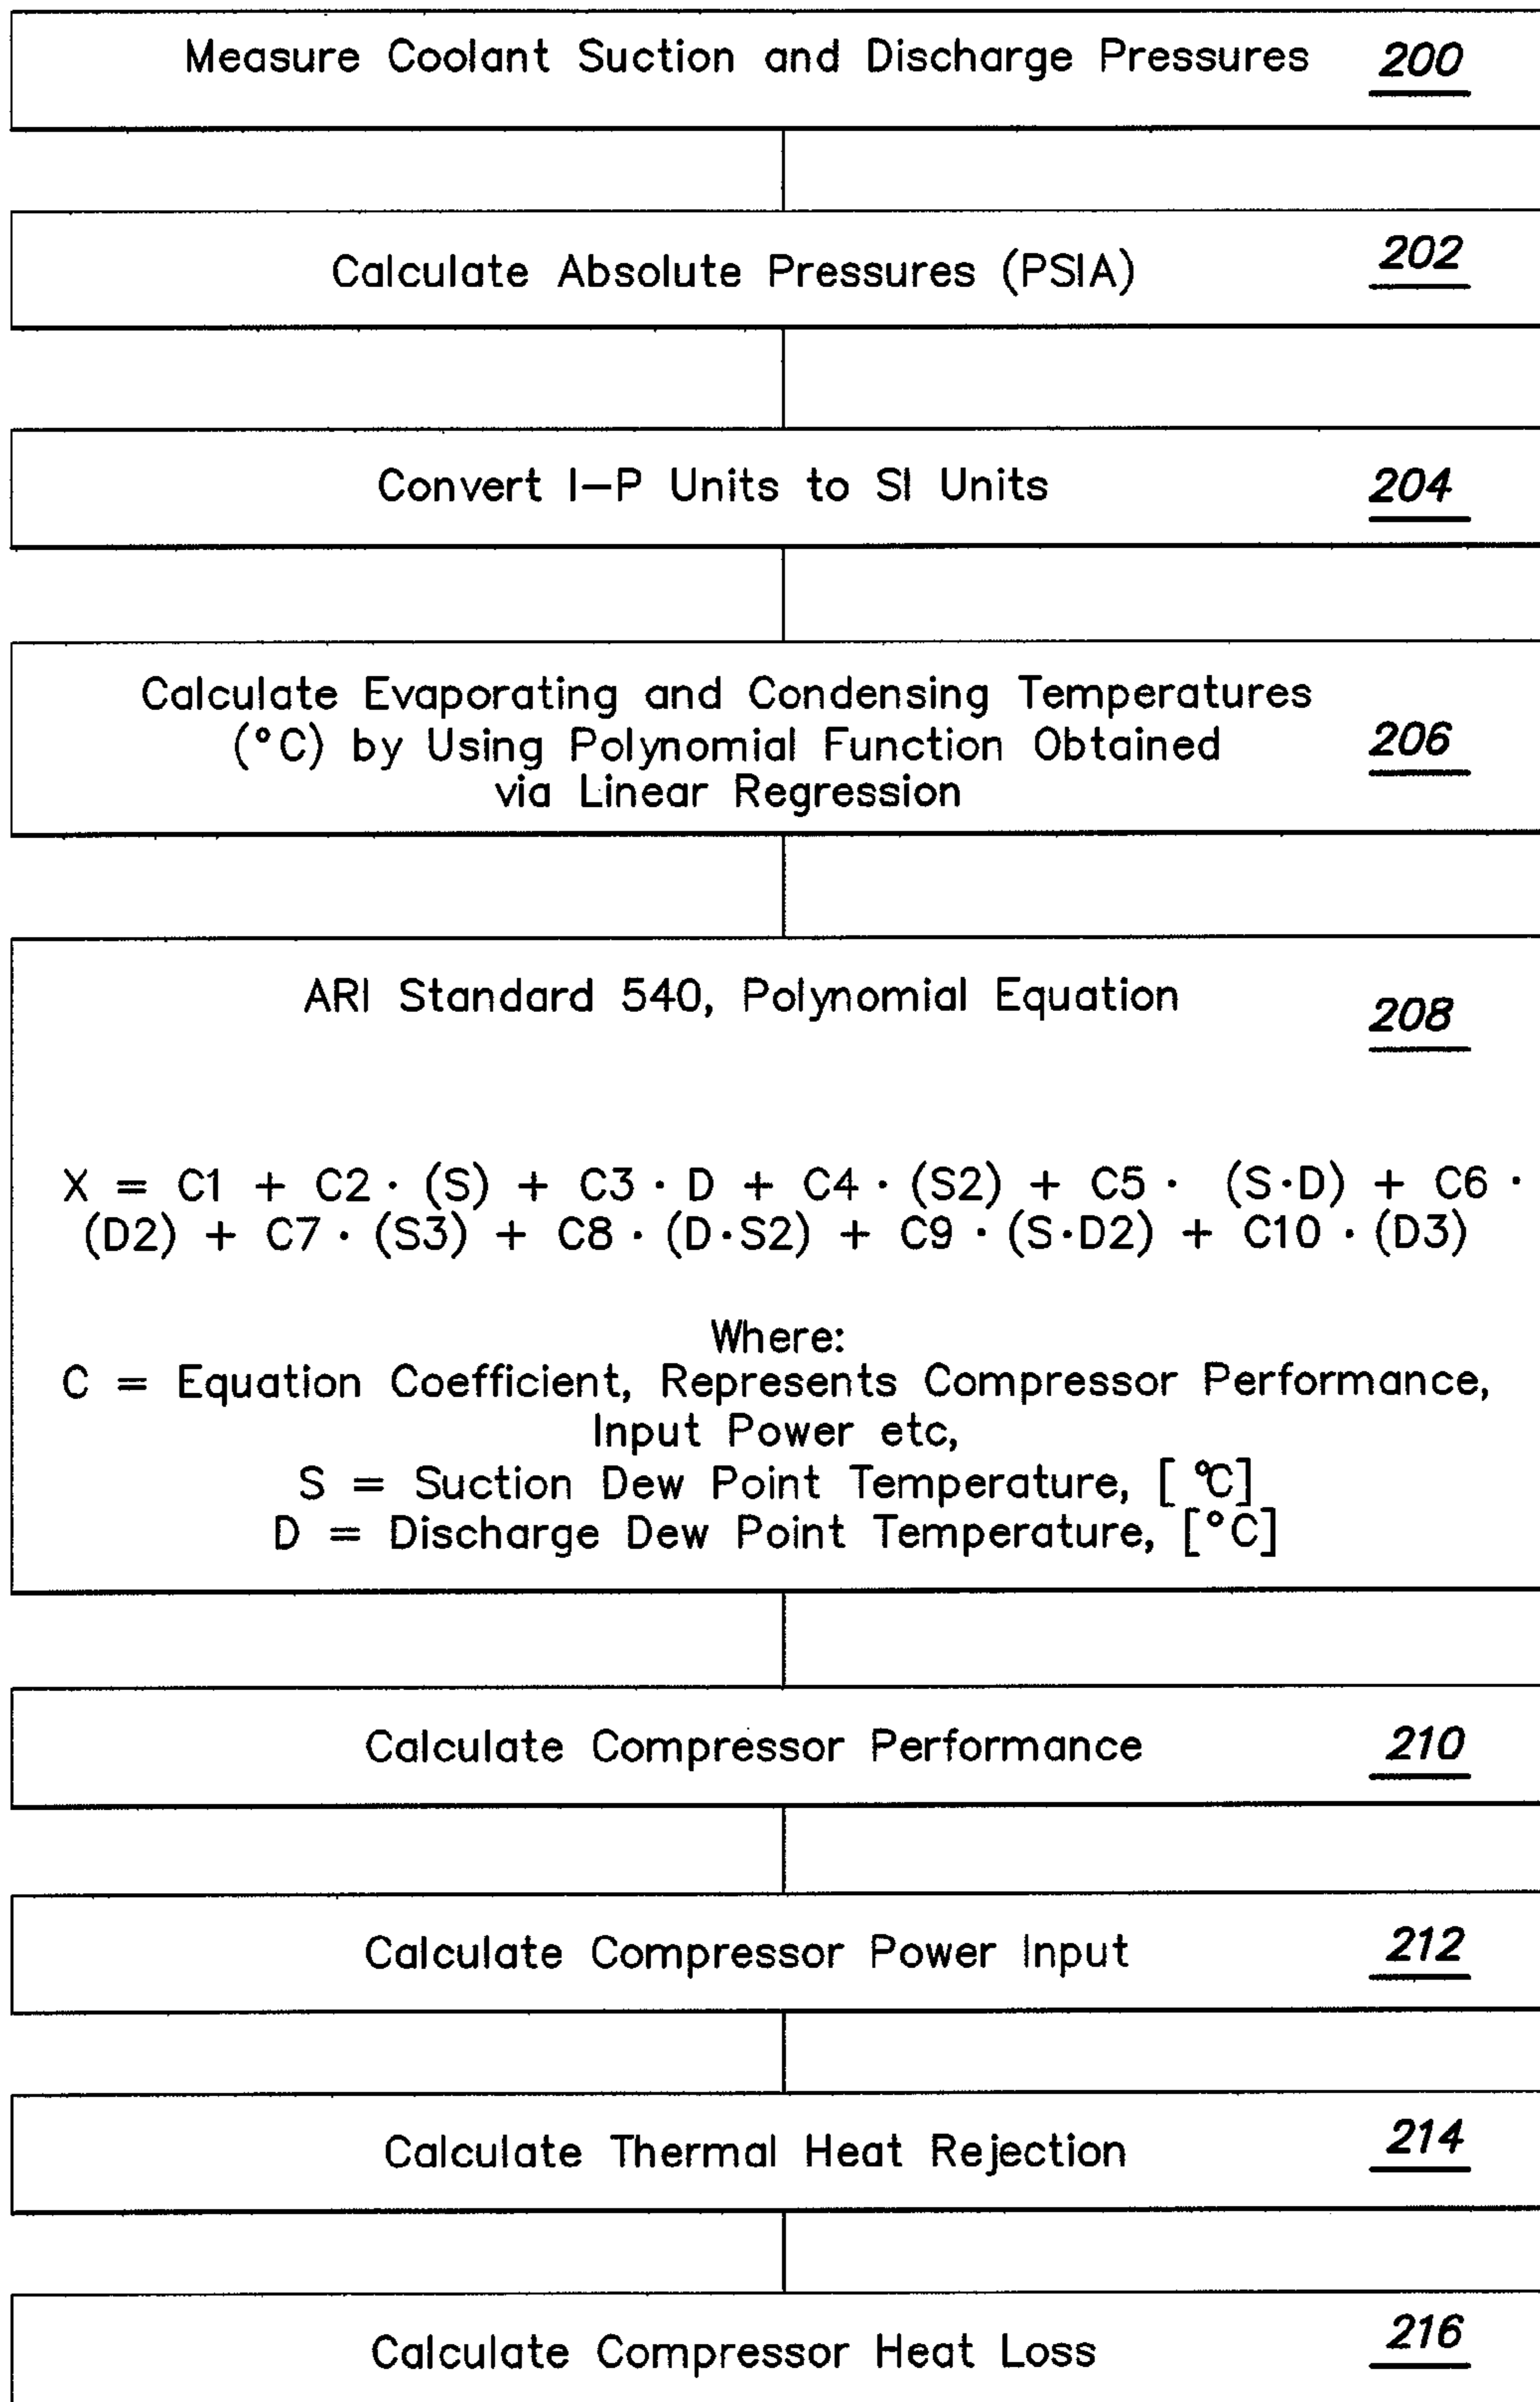 Measure Coolant Suction and Discharge Pressures 200
Calculate Absolute Pressures (PSIA) 202
Convert I-P Units to SI Units 204
Calculate Evaporating and Condensing Temperatures
(°C) by Using Polynomial Function Obtained 206
via Linear Regression
ARI Standard 540, Polynomial Equation 208
X = C1 + C2 · (S) + C3 · D + C4 · (S2) + C5 · (S·D) + C6 ·
(D2) + C7 · (S3) + C8 · (D·S2) + C9 · (S·D2) + C10 · (D3)
Where:
C = Equation Coefficient, Represents Compressor Performance,
Input Power etc,
S = Suction Dew Point Temperature, [°C]
D = Discharge Dew Point Temperature, [°C]
Calculate Compressor Performance 210
Calculate Compressor Power Input 212
Calculate Thermal Heat Rejection 214
Calculate Compressor Heat Loss 216